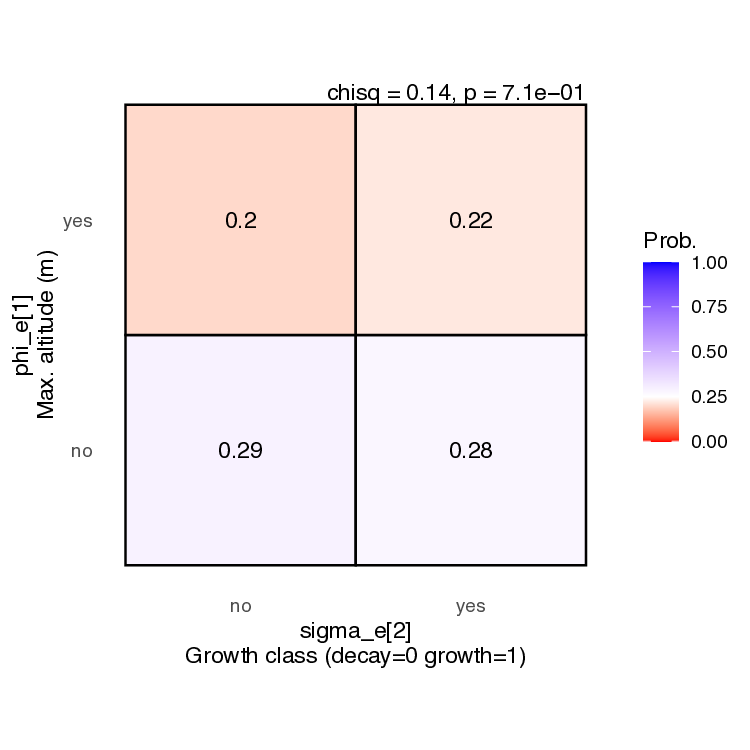 chisq = 0.14, p = 7.1e−01
yes
0.2
0.22
no
0.29
0.28
phi_e[1]
Max. altitude (m)
no
yes
sigma_e[2]
Growth class (decay=0 growth=1)
Prob.
1.00
0.75
0.50
0.25
0.00